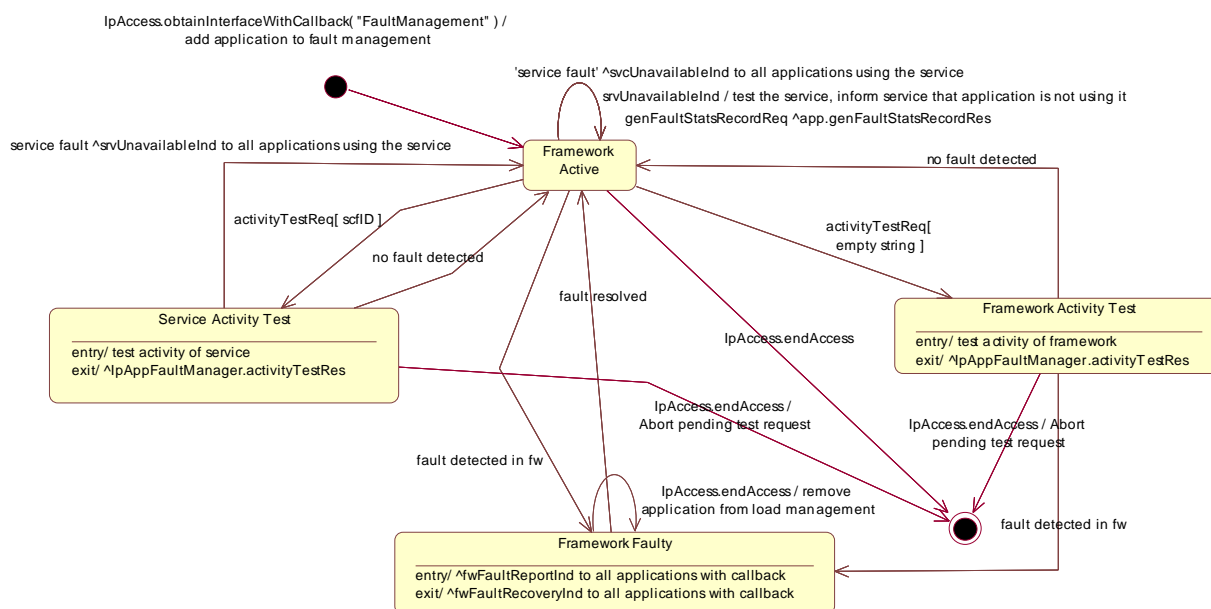 IpAccess.obtainInterfaceWithCallback( "FaultManagement" ) /
add application to fault management
'service fault' ^svcUnavailableInd to all applications using the service
srvUnavailableInd / test the service, inform service that application is not using it
genFaultStatsRecordReq ^app.genFaultStatsRecordRes
service fault ^srvUnavailableInd to all applications using the service
Framework
Active
no fault detected
activityTestReq[ scfID ]
activityTestReq[
empty string ]
no fault detected
fault resolved
Service Activity Test
entry/ test activity of service
exit/ ^IpAppFaultManager.activityTestRes
Framework Activity Test
entry/ test activity of framework
exit/ ^IpAppFaultManager.activityTestRes
IpAccess.endAccess
IpAccess.endAccess /
Abort pending test request
IpAccess.endAccess / Abort
pending test request
fault detected in fw
IpAccess.endAccess / remove
application from load management
fault detected in fw
Framework Faulty
entry/ ^fwFaultReportInd to all applications with callback
exit/ ^fwFaultRecoveryInd to all applications with callback